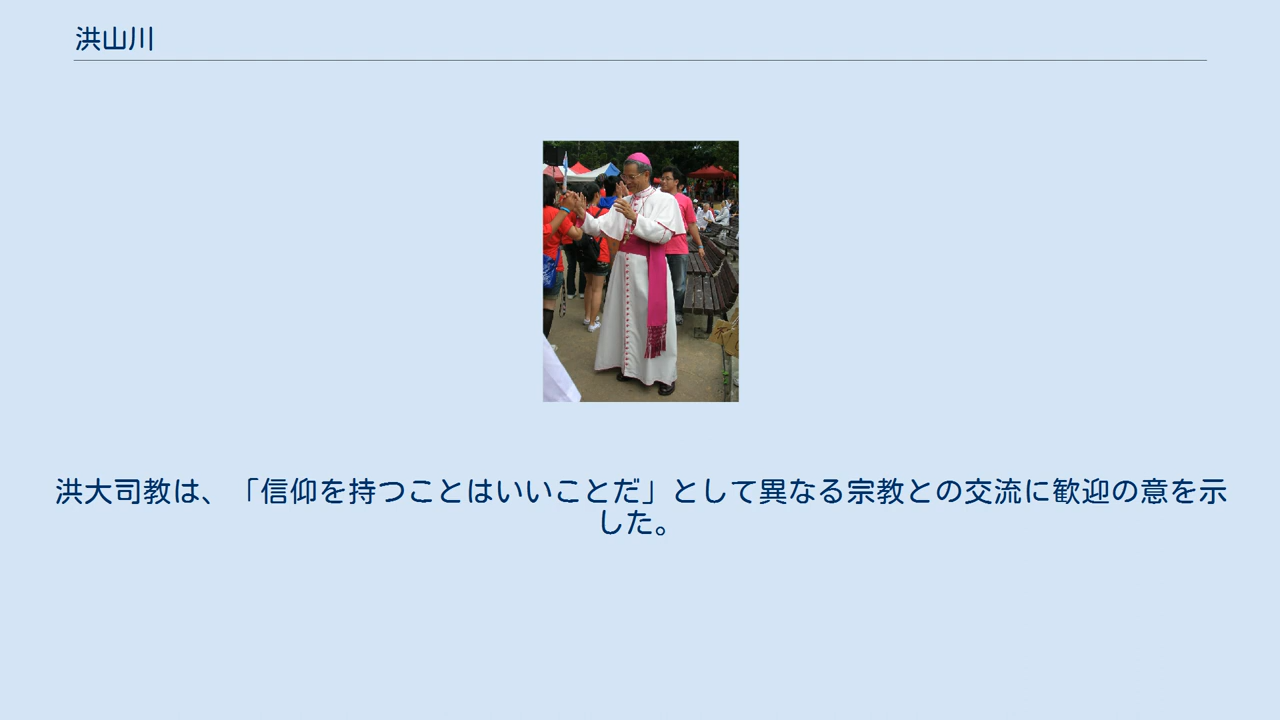 洪山川
洪大司教は、「信仰を持つことはいいことだ」として異なる宗教との交流に歓迎の意を示
した。